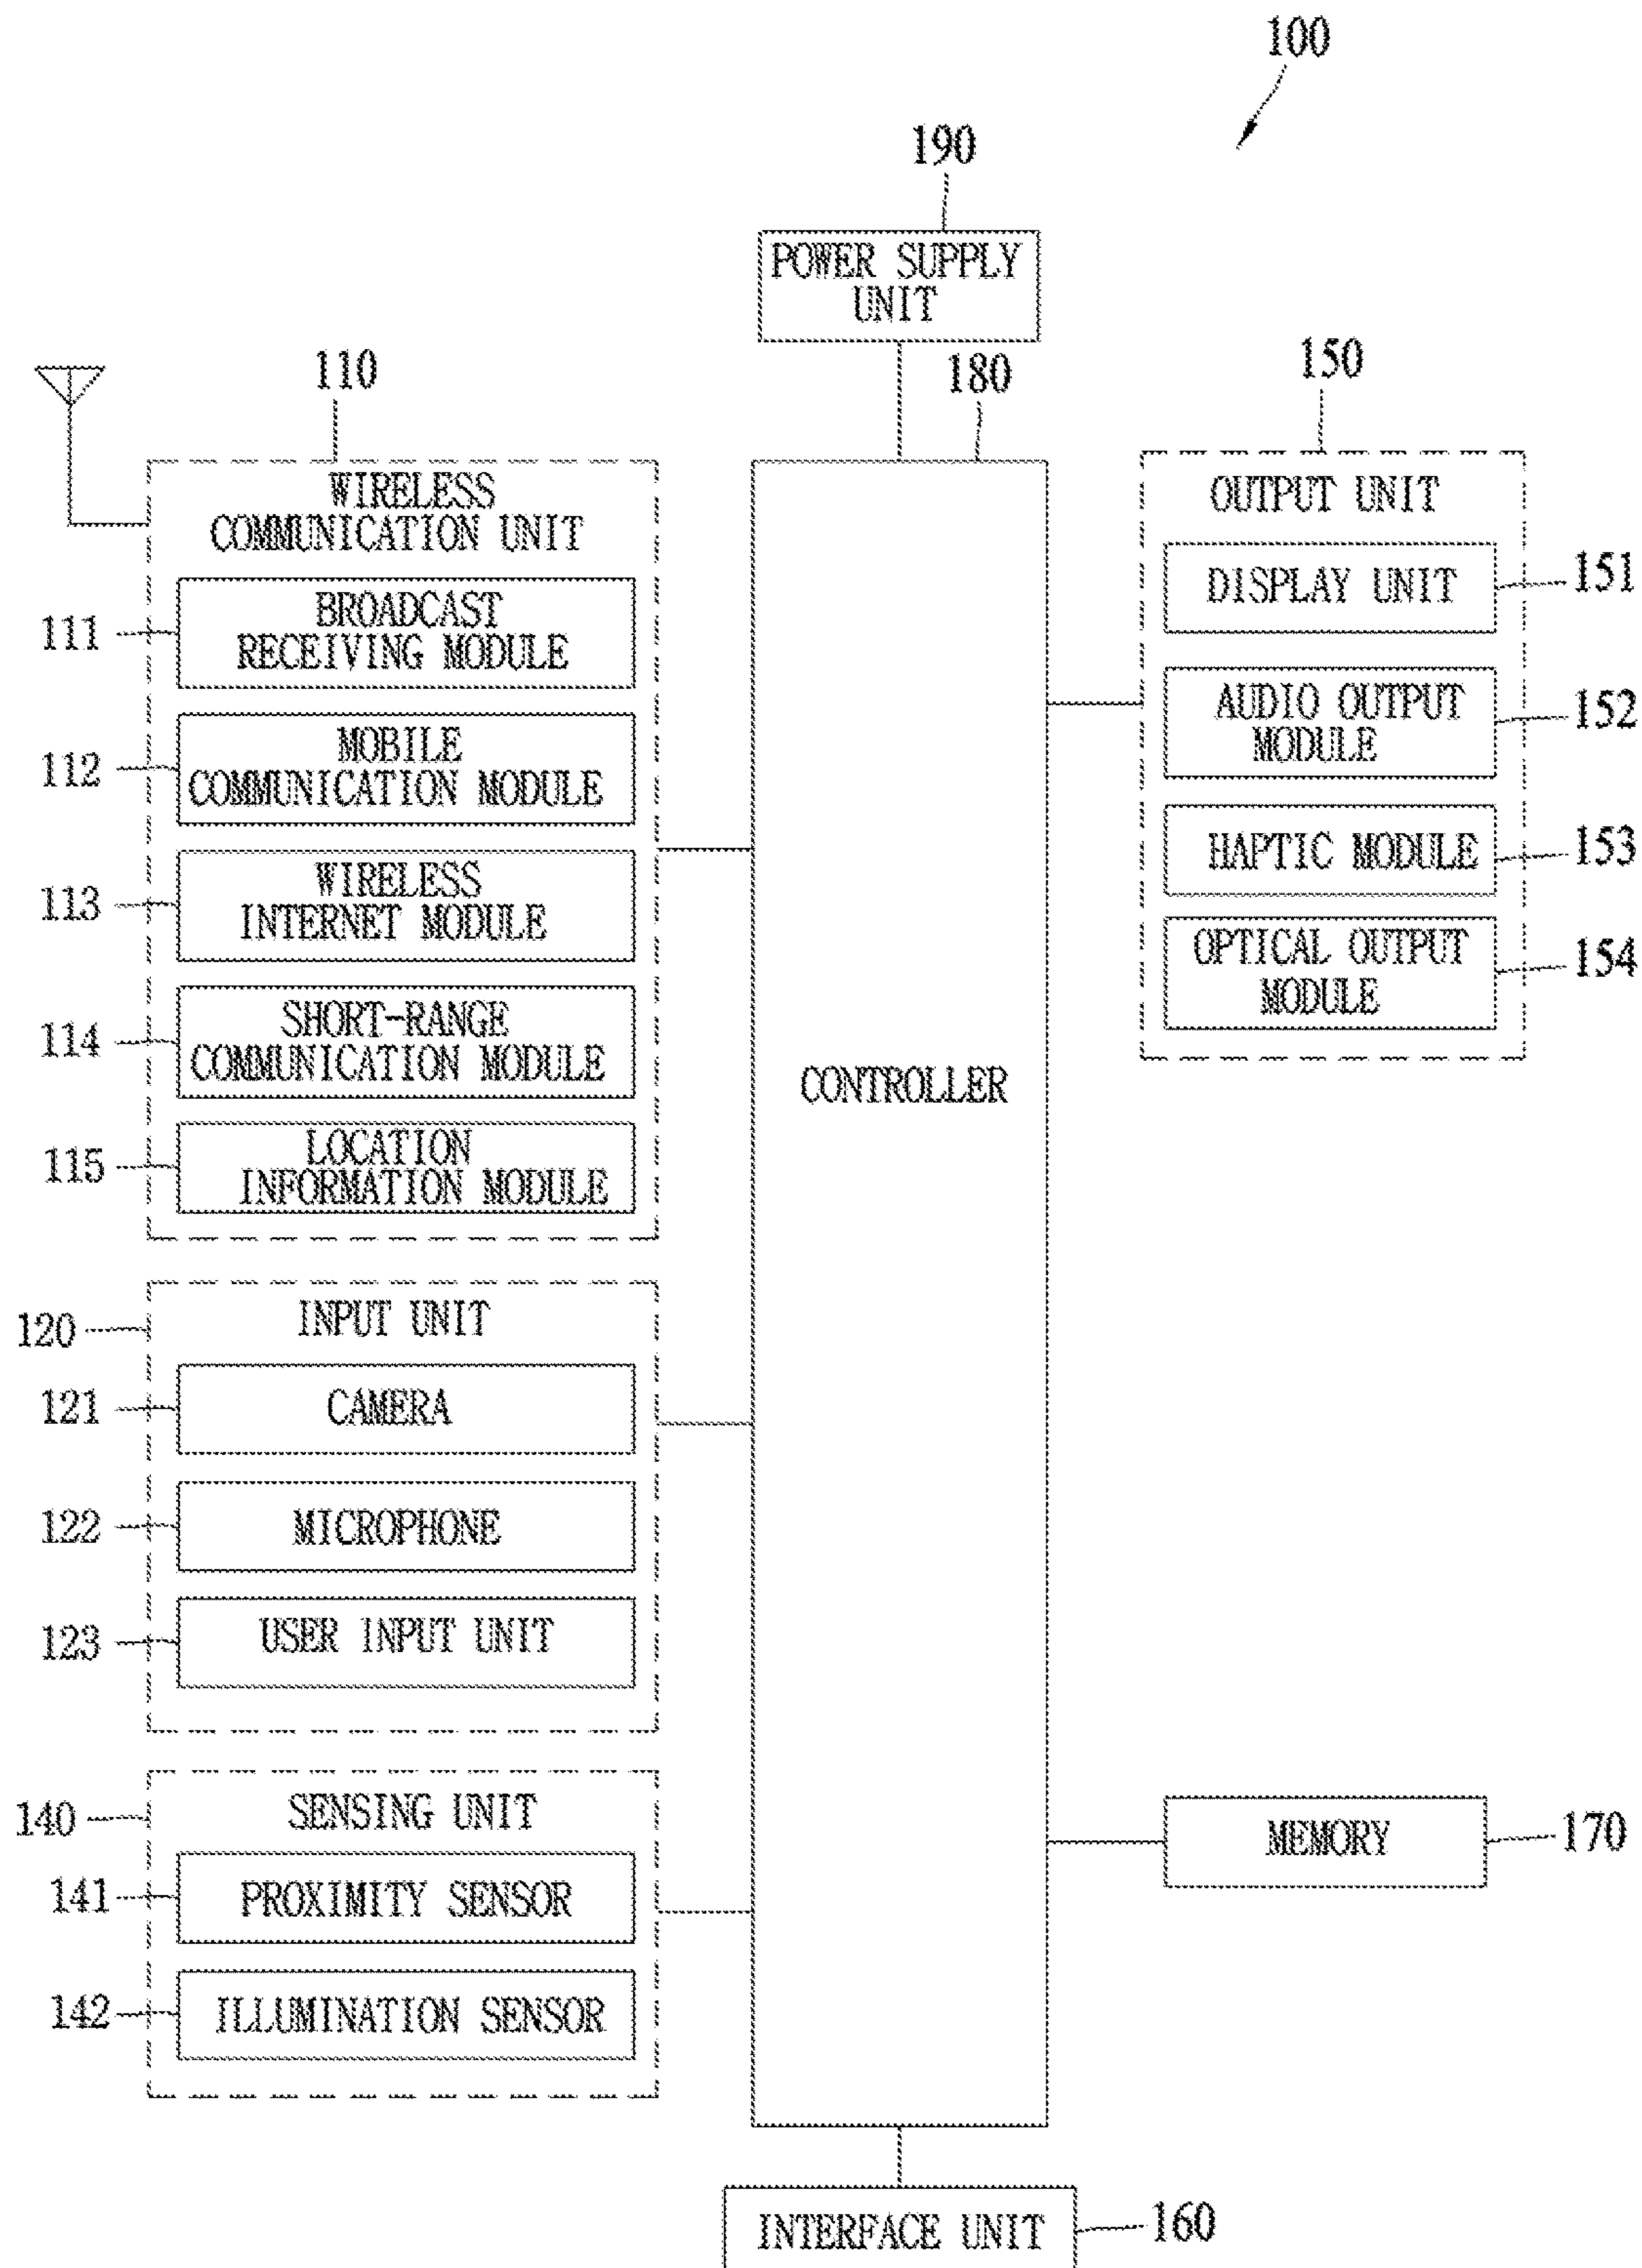 100
190
POWER SUPPLY
UNIT
110
180
150
WIRELESS
COMMUNICATION UNIT
111
BROADCAST
RECEIVING MODULE
112
MOBILE
COMMUNICATION MODULE
113
WIRELESS
INTERNET MODULE
114
SHORT-RANGE
COMMUNICATION MODULE
115
LOCATION
INFORMATION MODULE
120
INPUT UNIT
121
CAMERA
122
MICROPHONE
123
USER INPUT UNIT
140
SENSING UNIT
141
PROXIMITY SENSOR
142
ILLUMINATION SENSOR
CONTROLLER
OUTPUT UNIT
DISPLAY UNIT
151
AUDIO OUTPUT
MODULE
152
HAPTIC MODULE
153
OPTICAL OUTPUT
MODULE
154
MEMORY
170
INTERFACE UNIT
160